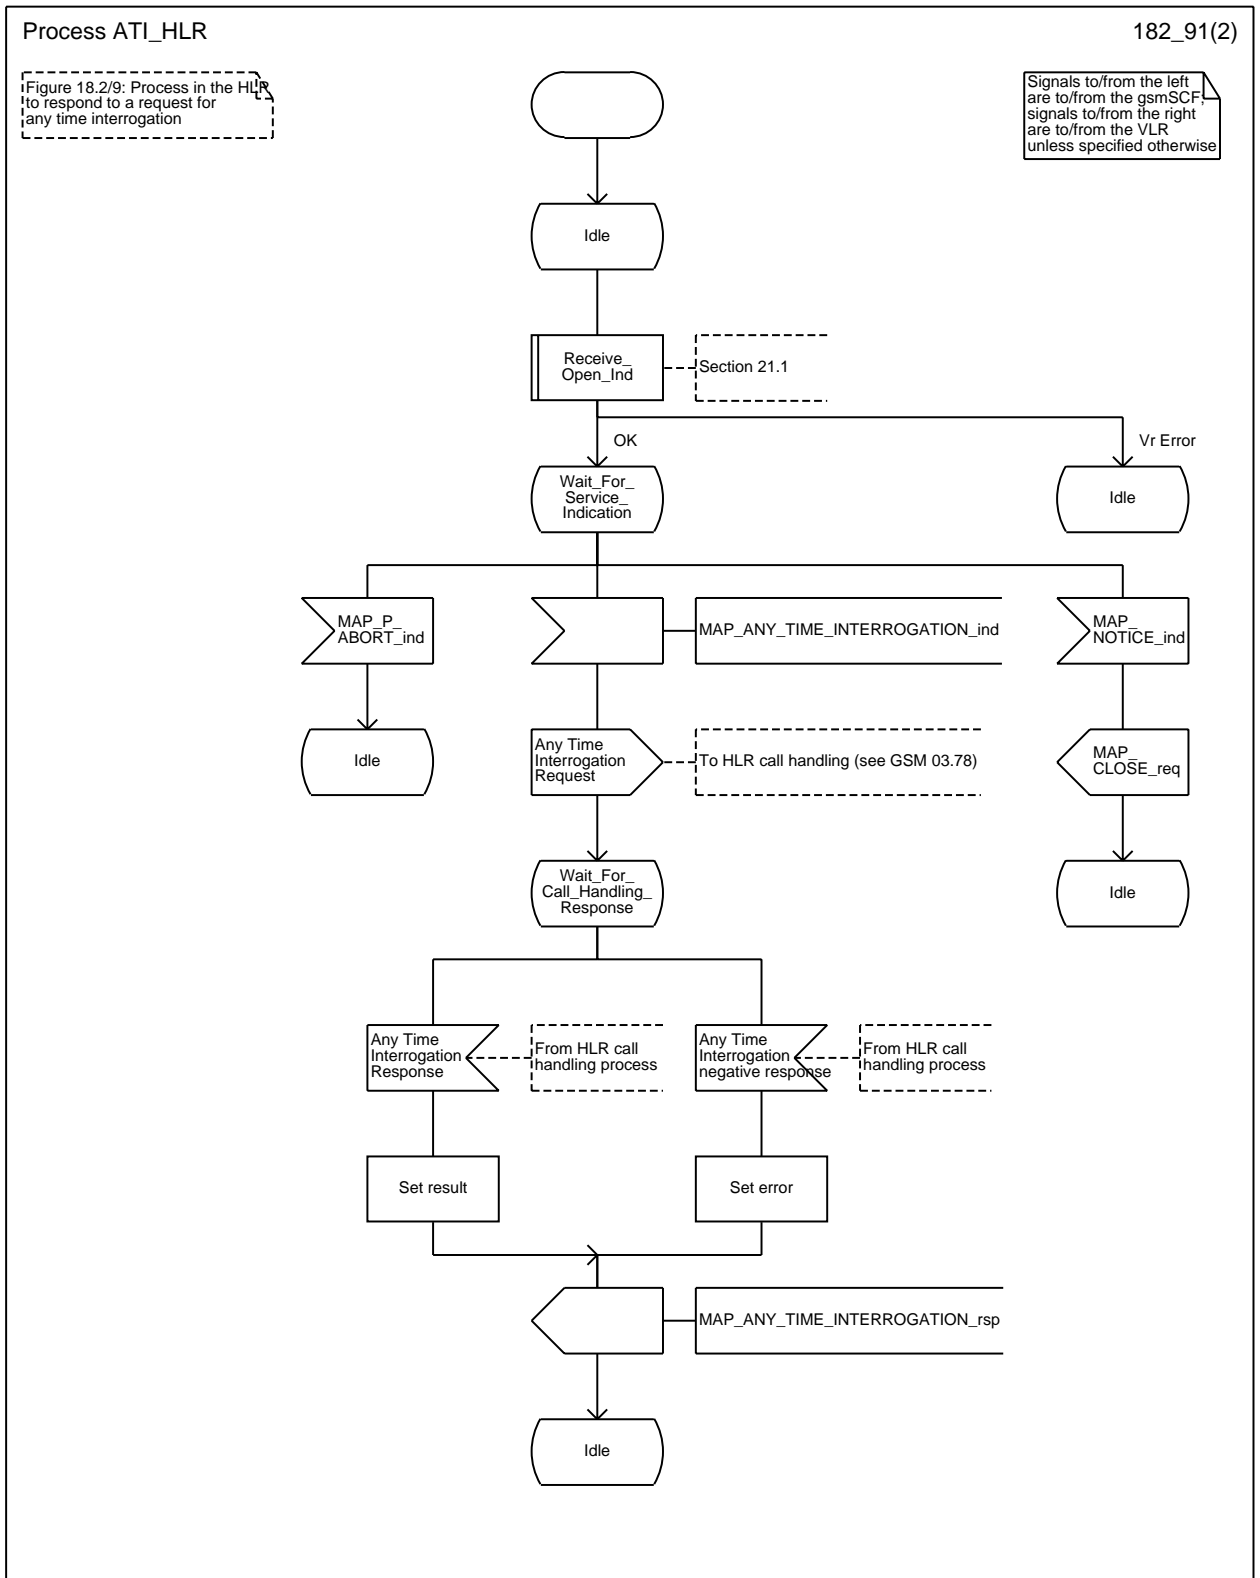 Process ATI_HLR
182_91(2)
Figure 18.2/9: Process in the HLR
to respond to a request for
any time interrogation
Signals to/from the left
are to/from the gsmSCF;
signals to/from the right
are to/from the VLR
unless specified otherwise
Idle
Receive_
Open_Ind
Section 21.1
OK
Vr Error
Wait_For_
Service_
Indication
Idle
MAP_P_
ABORT_ind
MAP_ANY_TIME_INTERROGATION_ind
MAP_
NOTICE_ind
Idle
Any Time
Interrogation
Request
To HLR call handling (see GSM 03.78)
MAP_
CLOSE_req
Wait_For_
Call_Handling_
Response
Idle
Any Time
Interrogation
Response
From HLR call
handling process
Any Time
Interrogation
negative response
From HLR call
handling process
Set result
Set error
MAP_ANY_TIME_INTERROGATION_rsp
Idle